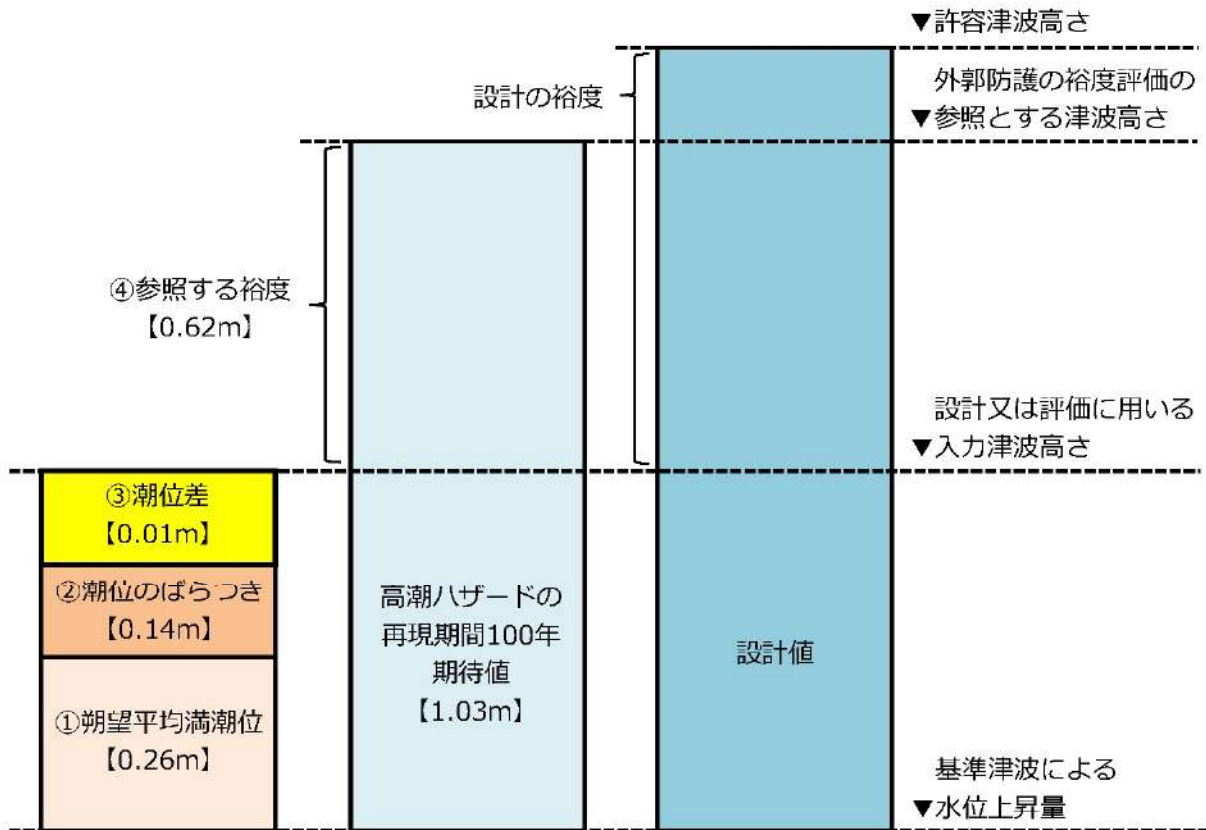 ▼許容津波高さ
外郭防護の裕度評価の
▼参照とする津波高さ
設計の裕度
④参照する裕度
【0.62m】
設計又は評価に用いる
▼入力津波高さ
③潮位差
【0.01m】
②潮位のばらつき
【0.14m】
①朔望平均満潮位
【0.26m】
高潮ハザードの
再現期間100年
期待値
【1.03m】
設計値
基準津波による
▼水位上昇量